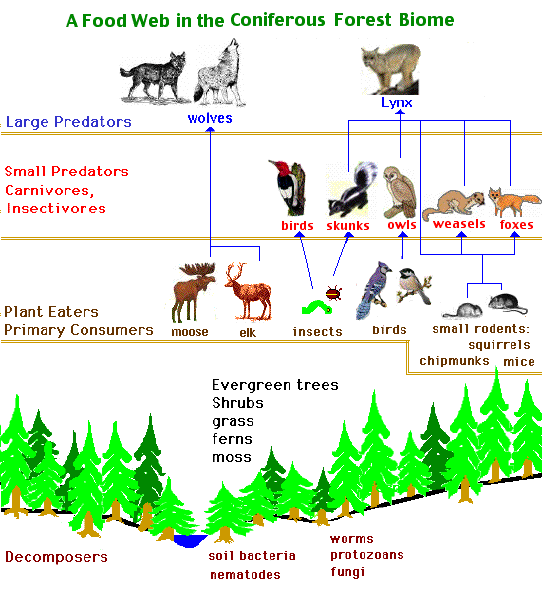 A Food Web in the Coniferous Forest Biome
wolves
Lynx
Large Predators
Small Predators
Carnivores,
Insectivores
birds
skunks
owls
weasels
foxes
Plant Eaters
Primary Consumers
moose
elk
insects
birds
small rodents:
squirrels
chipmunks
mice
Evergreen trees
Shrubs
grass
ferns
moss
Decomposers
soil bacteria
nematodes
worms
protozoans
fungi